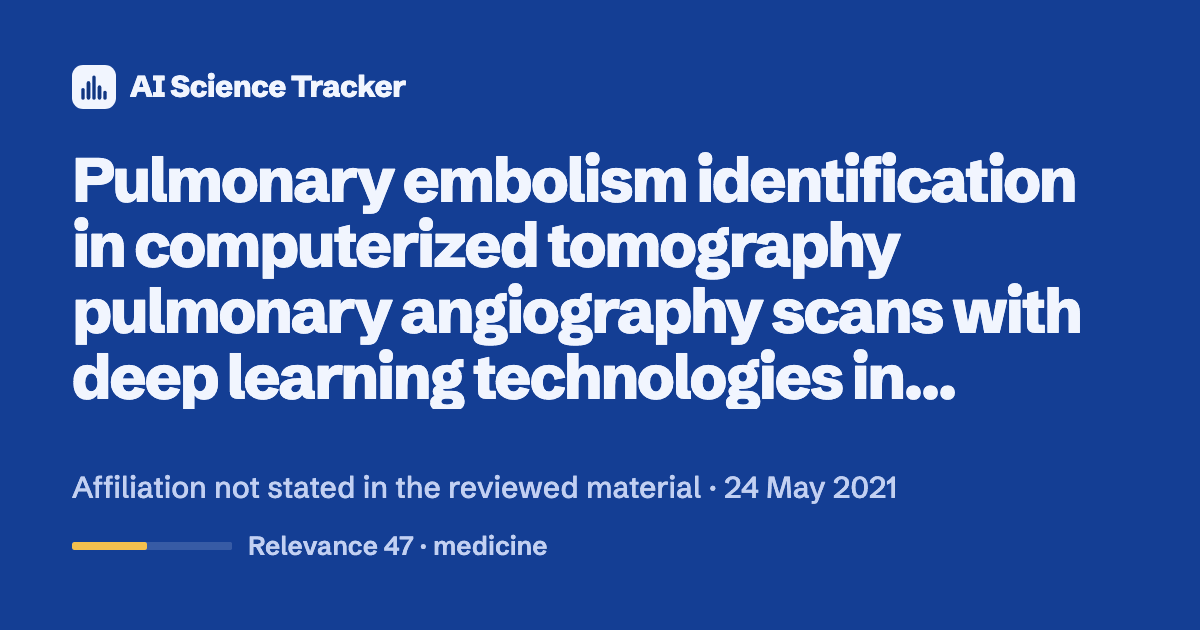 AI Science Tracker
Pulmonary embolism identification
in computerized tomography
pulmonary angiography scans with
deep learning technologies in...
Affiliation not stated in the reviewed material · 24 May 2021
Relevance 47 · medicine